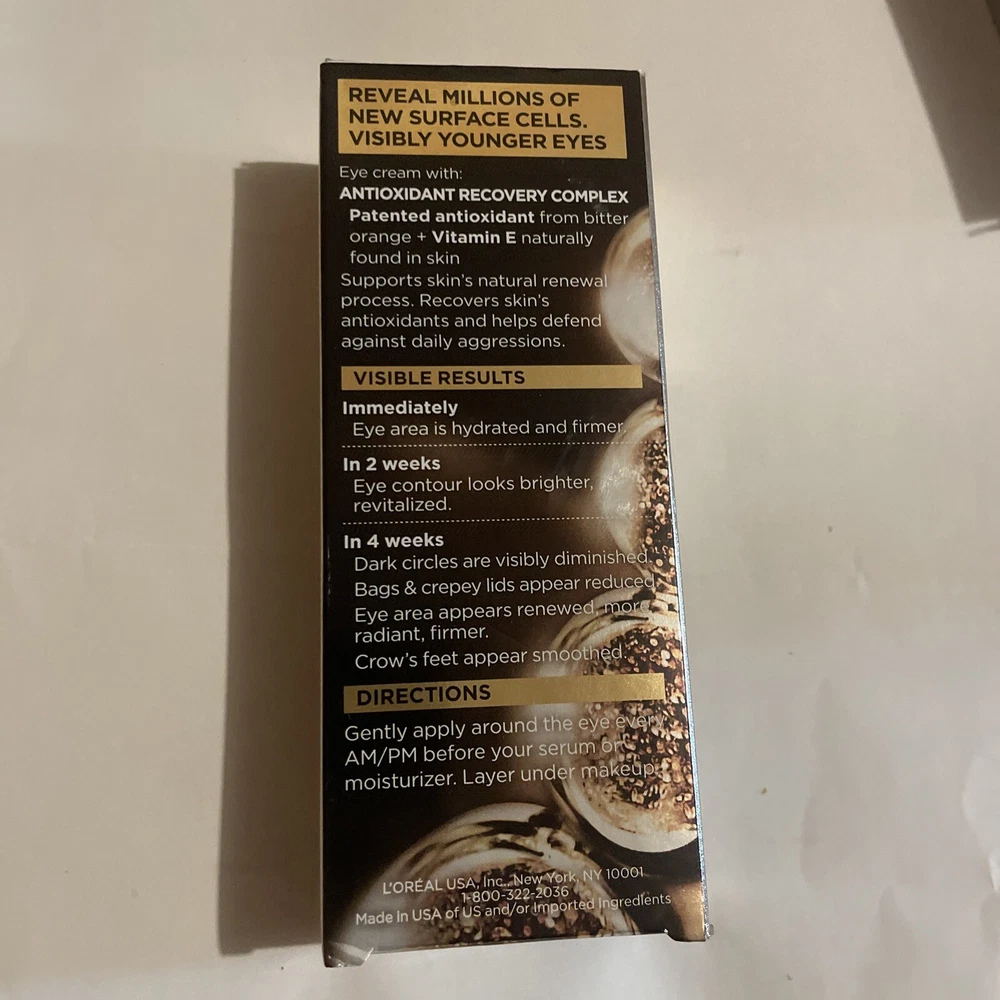 REVEAL MILLIONS OF
NEW SURFACE CELLS.
VISIBLY YOUNGER EYES
Eye cream with:
ANTIOXIDANT RECOVERY COMPLEX
Patented antioxidant from bitter
orange + Vitamin E naturally
found in skin
Supports skin's natural renewal
process. Recovers skin's
antioxidants and helps defend
against daily aggressions.
VISIBLE RESULTS
Immediately
Eye area is hydrated and firmer.
In 2 weeks
Eye contour looks brighter,
revitalized.
In 4 weeks
Dark circles are visibly diminished.
Bags & crepey lids appear reduced.
Eye area appears renewed, more
radiant, firmer.
Crow's feet appear smoothed.
DIRECTIONS
Gently apply around the eye every
AM/PM before your serum or
moisturizer. Layer under makeup.
L'ORÉAL USA, Inc., New York, NY 10001
1-800-322-2036
Made In USA of US and/or Imported Ingredients